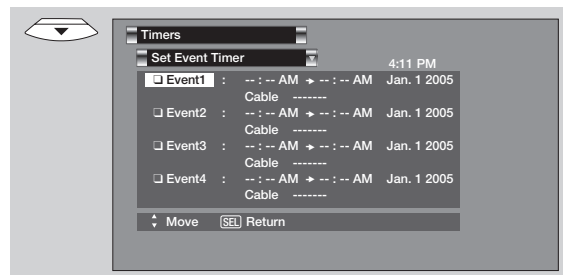 Timers
Set Event Timer
4:11 PM
❑ Event1 : -- : -- AM ➔ -- : -- AM Jan. 1 2005
Cable -------
❑ Event2 : -- : -- AM ➔ -- : -- AM Jan. 1 2005
Cable -------
❑ Event3 : -- : -- AM ➔ -- : -- AM Jan. 1 2005
Cable -------
❑ Event4 : -- : -- AM ➔ -- : -- AM Jan. 1 2005
Cable -------
Move SEL Return